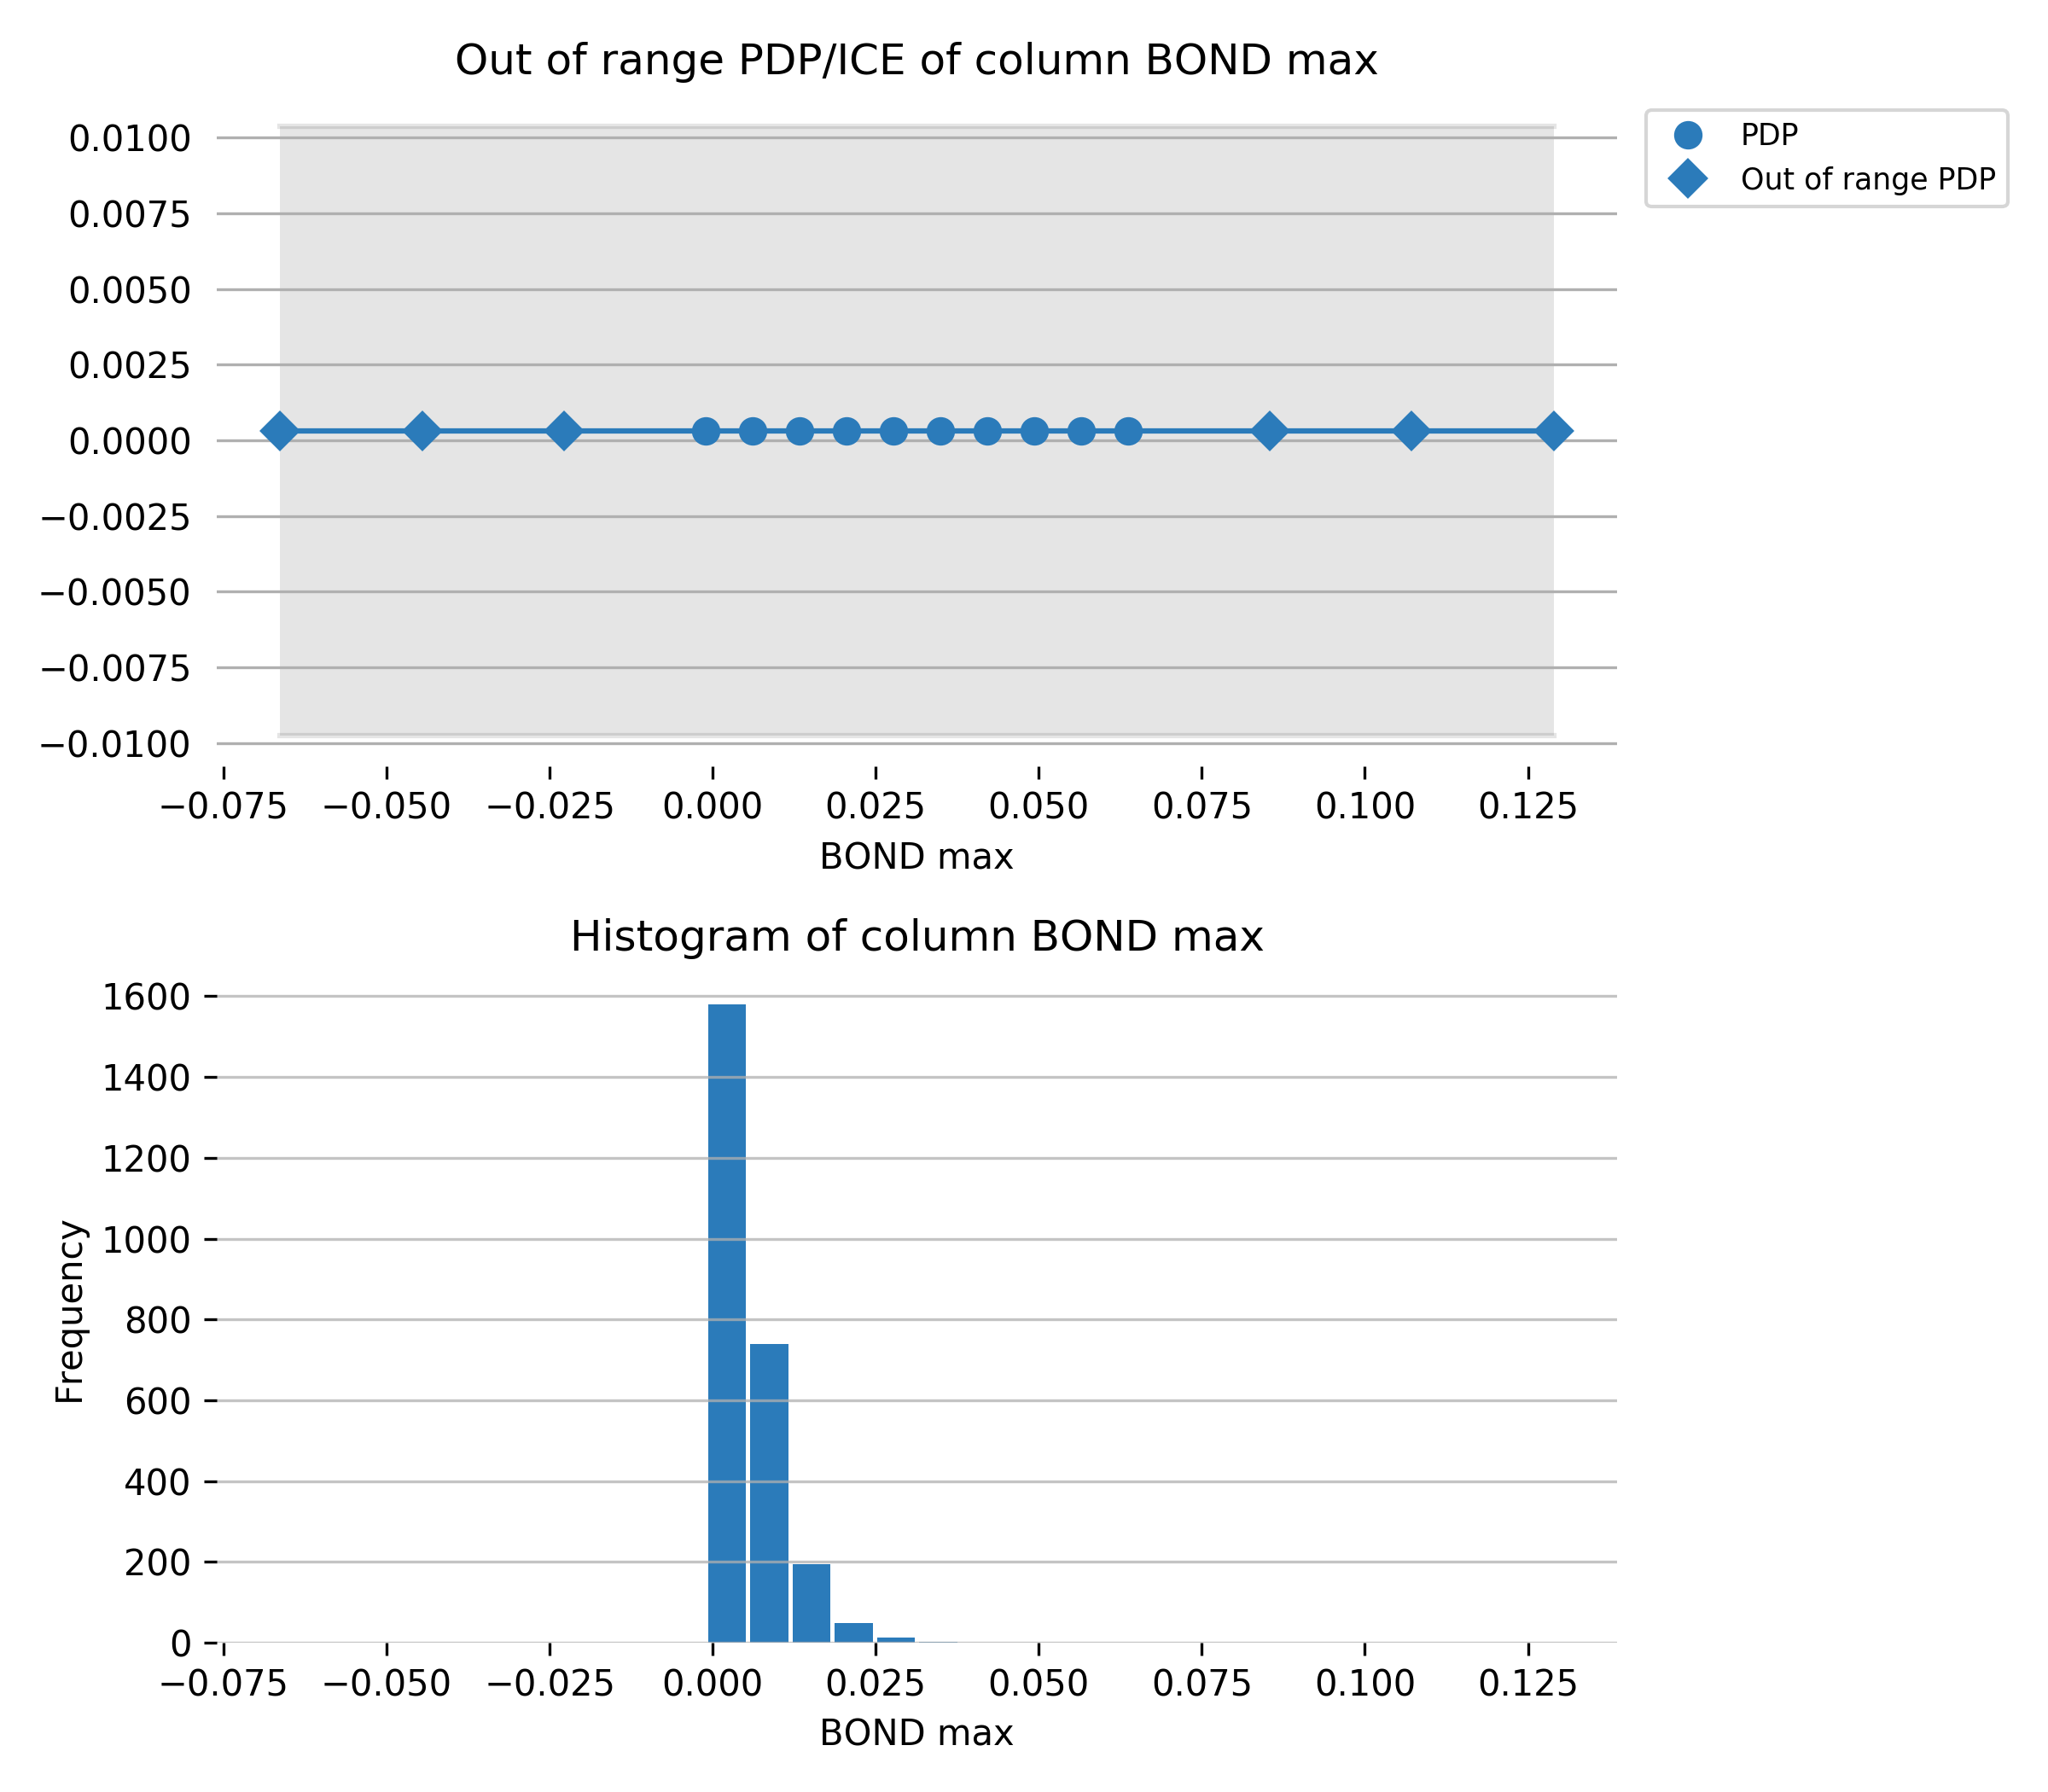 Out of range PDP/ICE of column BOND max
PDP
Out of range PDP
0.0100
0.0075
0.0050
0.0025
0.0000
−0.0025
−0.0050
−0.0075
−0.0100
−0.075 −0.050 −0.025 0.000 0.025 0.050 0.075 0.100 0.125
BOND max
Histogram of column BOND max
1600
1400
1200
1000
800
600
400
200
0
Frequency
−0.075 −0.050 −0.025 0.000 0.025 0.050 0.075 0.100 0.125
BOND max